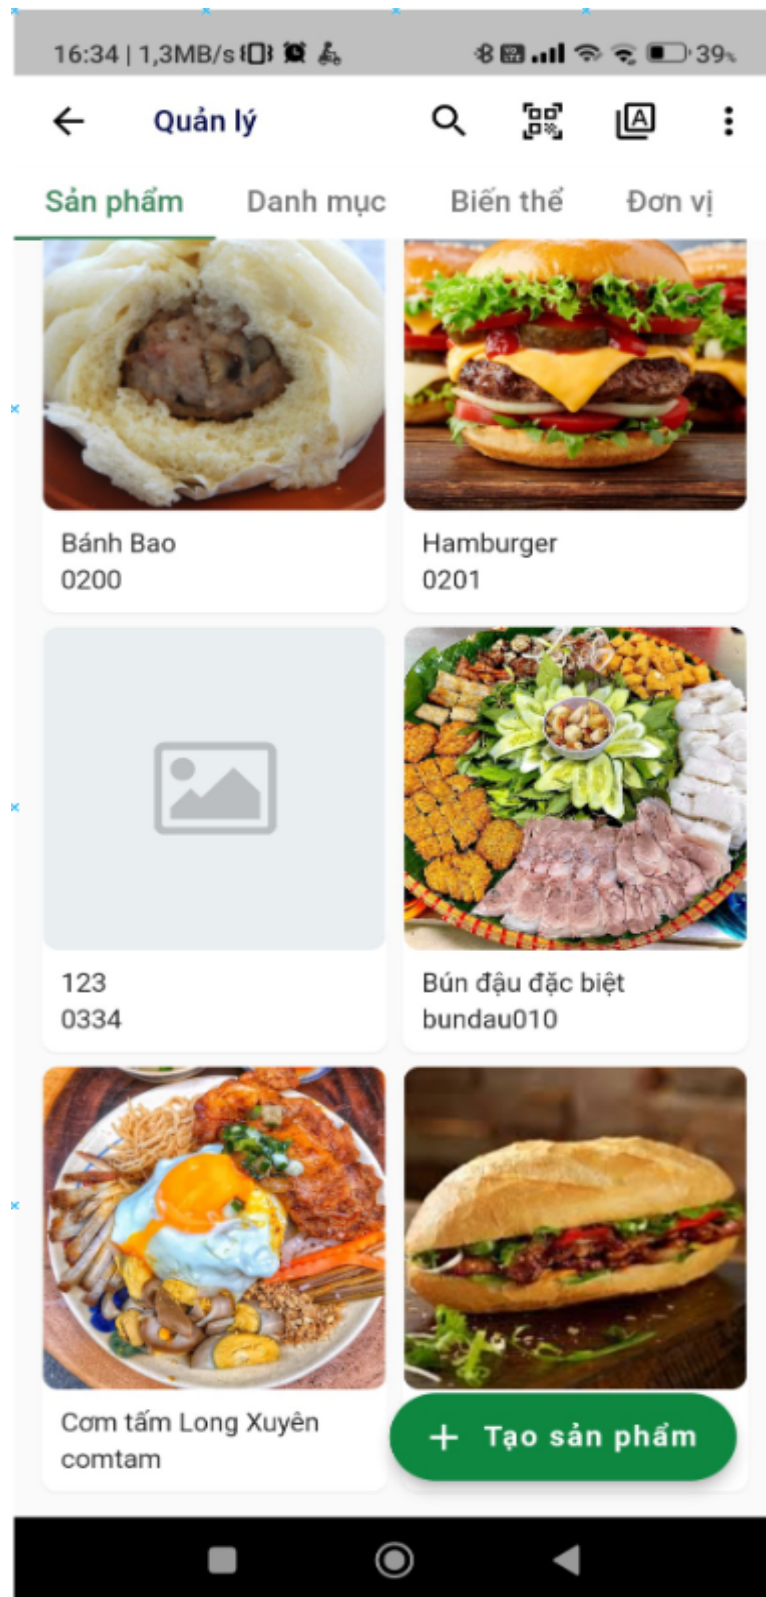 16:34 | 1,3MB/s
39%
Quản lý
A
Sản phẩm Danh mục Biến thể Đơn vị
Bánh Bao
0200
Hamburger
0201
123
0334
Bún đậu đặc biệt
bundau010
Cơm tấm Long Xuyên
comtam
+ Tạo sản phẩm